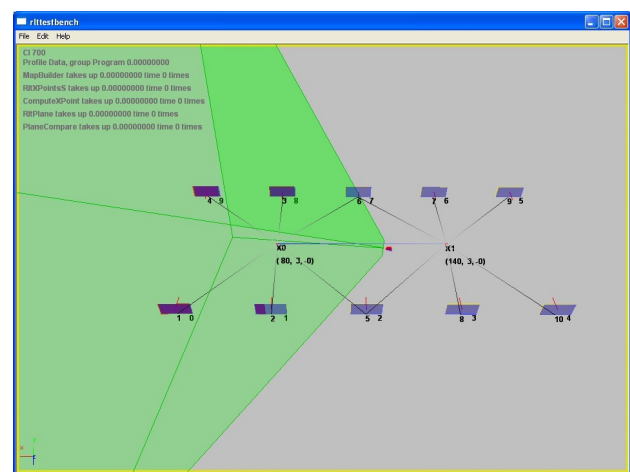 rlttestbench
File Edit Help
CI 700
Profile Data, group Program 0.00000000
MapBuilder takes up 0.00000000 time 0 times
RltXPointsS takes up 0.00000000 time 0 times
ComputeXPoint takes up 0.00000000 time 0 times
RltPlane takes up 0.00000000 time 0 times
PlaneCompare takes up 0.00000000 time 0 times
4 9 3 8 6 7 7 6 9 5
X0 X1
( 80, 3,-0) (140, 3,-0)
1 0 2 1 5 2 8 3 10 4